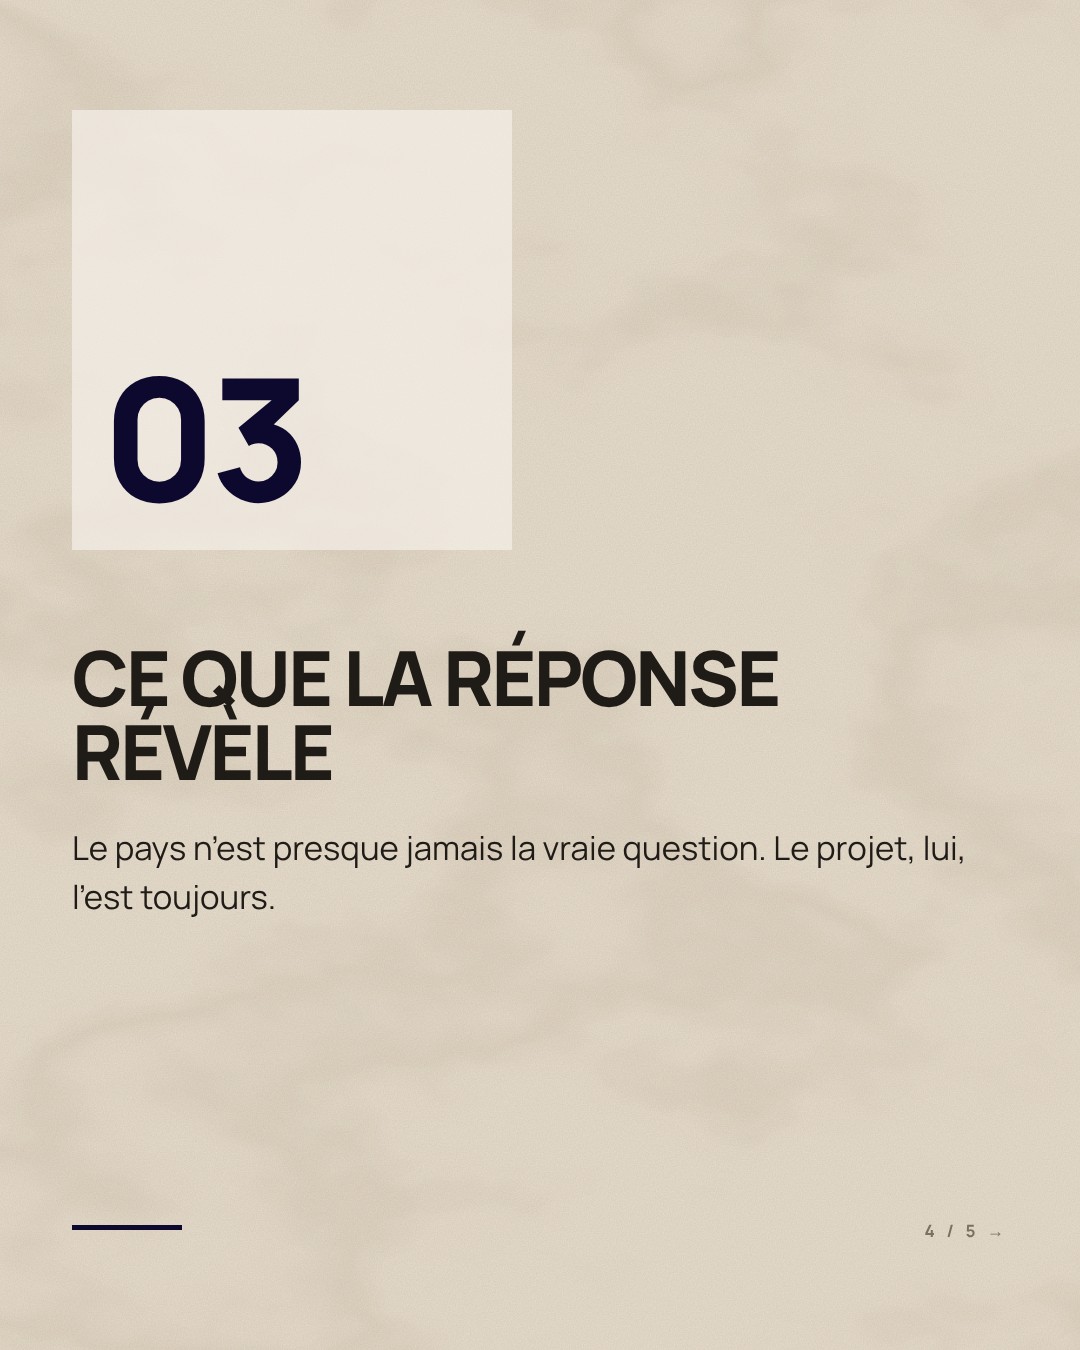 03
CE QUE LA RÉPONSE
RÉVÈLE
Le pays n’est presque jamais la vraie question. Le projet, lui,
l’est toujours.
4 / 5 →